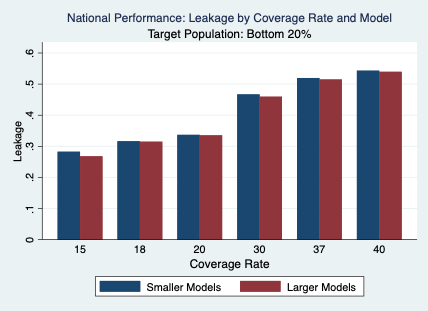 National Performance: Leakage by Coverage Rate and Model
Target Population: Bottom 20%
Leakage
.6
.5
.4
.3
.2
.1
0
15 18 20 30 37 40
Coverage Rate
Smaller Models Larger Models